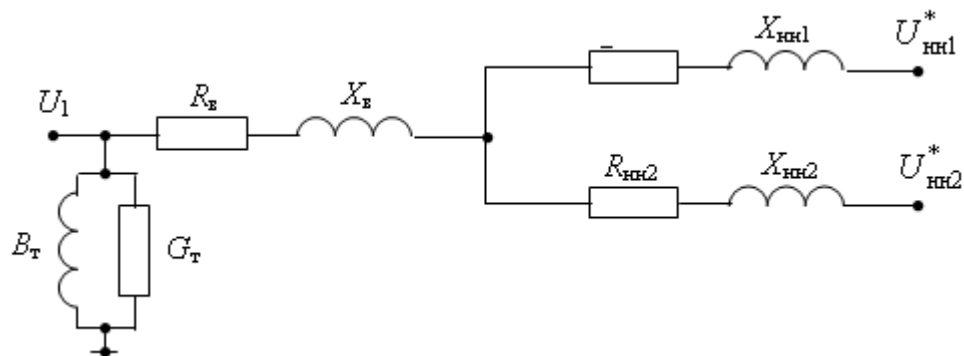 U₁
Rв
Xв
Xнн1
U*нн1
Rнн2
Xнн2
U*нн2
Bт
Gт